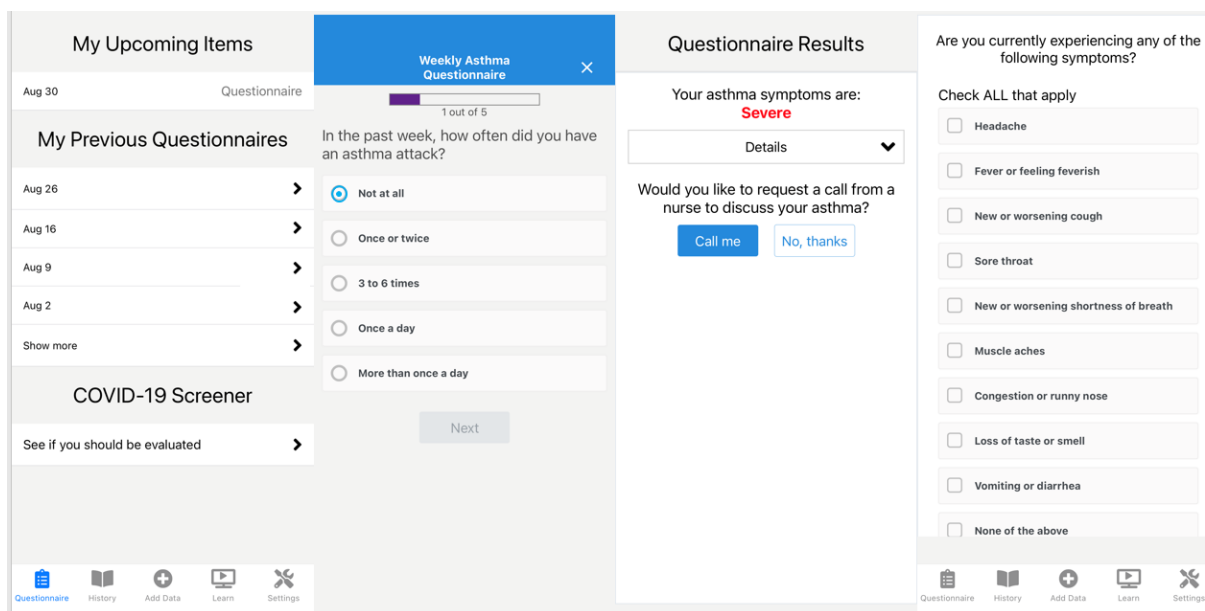 My Upcoming Items
Aug 30 Questionnaire
My Previous Questionnaires
Aug 26
Aug 16
Aug 9
Aug 2
Show more
COVID-19 Screener
See if you should be evaluated
Questionnaire History Add Data Learn Settings
Weekly Asthma
Questionnaire
1 out of 5
In the past week, how often did you have
an asthma attack?
Not at all
Once or twice
3 to 6 times
Once a day
More than once a day
Next
Questionnaire Results
Your asthma symptoms are:
Severe
Details
Would you like to request a call from a
nurse to discuss your asthma?
Call me No, thanks
Are you currently experiencing any of the
following symptoms?
Check ALL that apply
Headache
Fever or feeling feverish
New or worsening cough
Sore throat
New or worsening shortness of breath
Muscle aches
Congestion or runny nose
Loss of taste or smell
Vomiting or diarrhea
None of the above
Questionnaire History Add Data Learn Settings